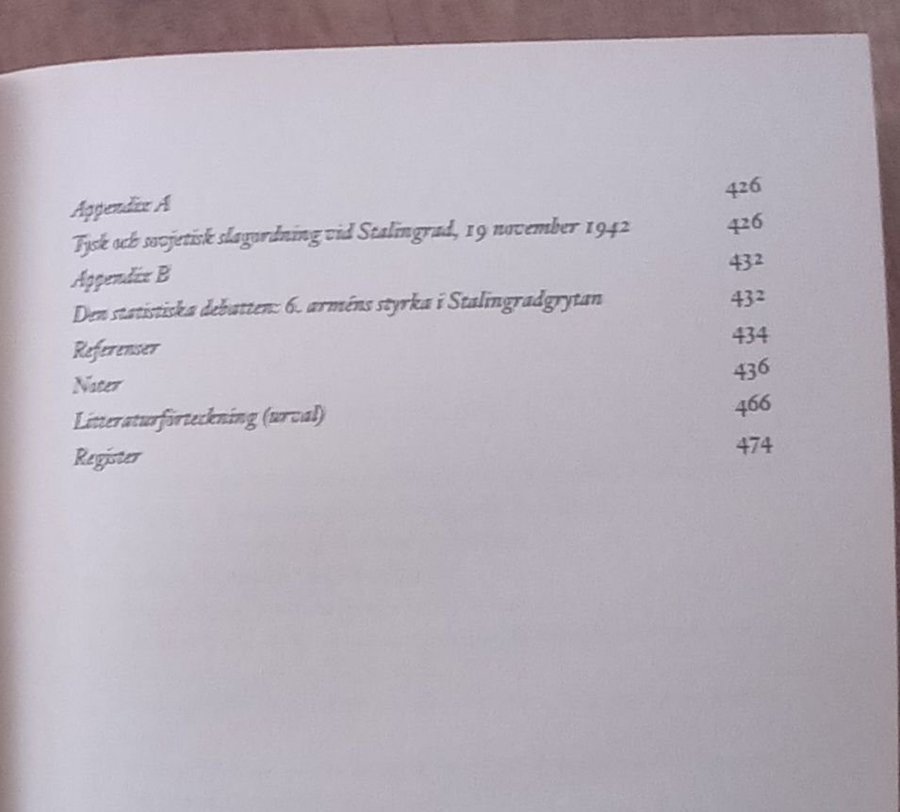 Appendix A 426
Tysk och sovjetisk slagordning vid Stalingrad, 19 november 1942 426
Appendix B 432
Den statistiska debatten: 6. arméns styrka i Stalingradgrytan 432
Referenser 434
Noter 436
Litteraturförteckning (urval) 466
Register 474